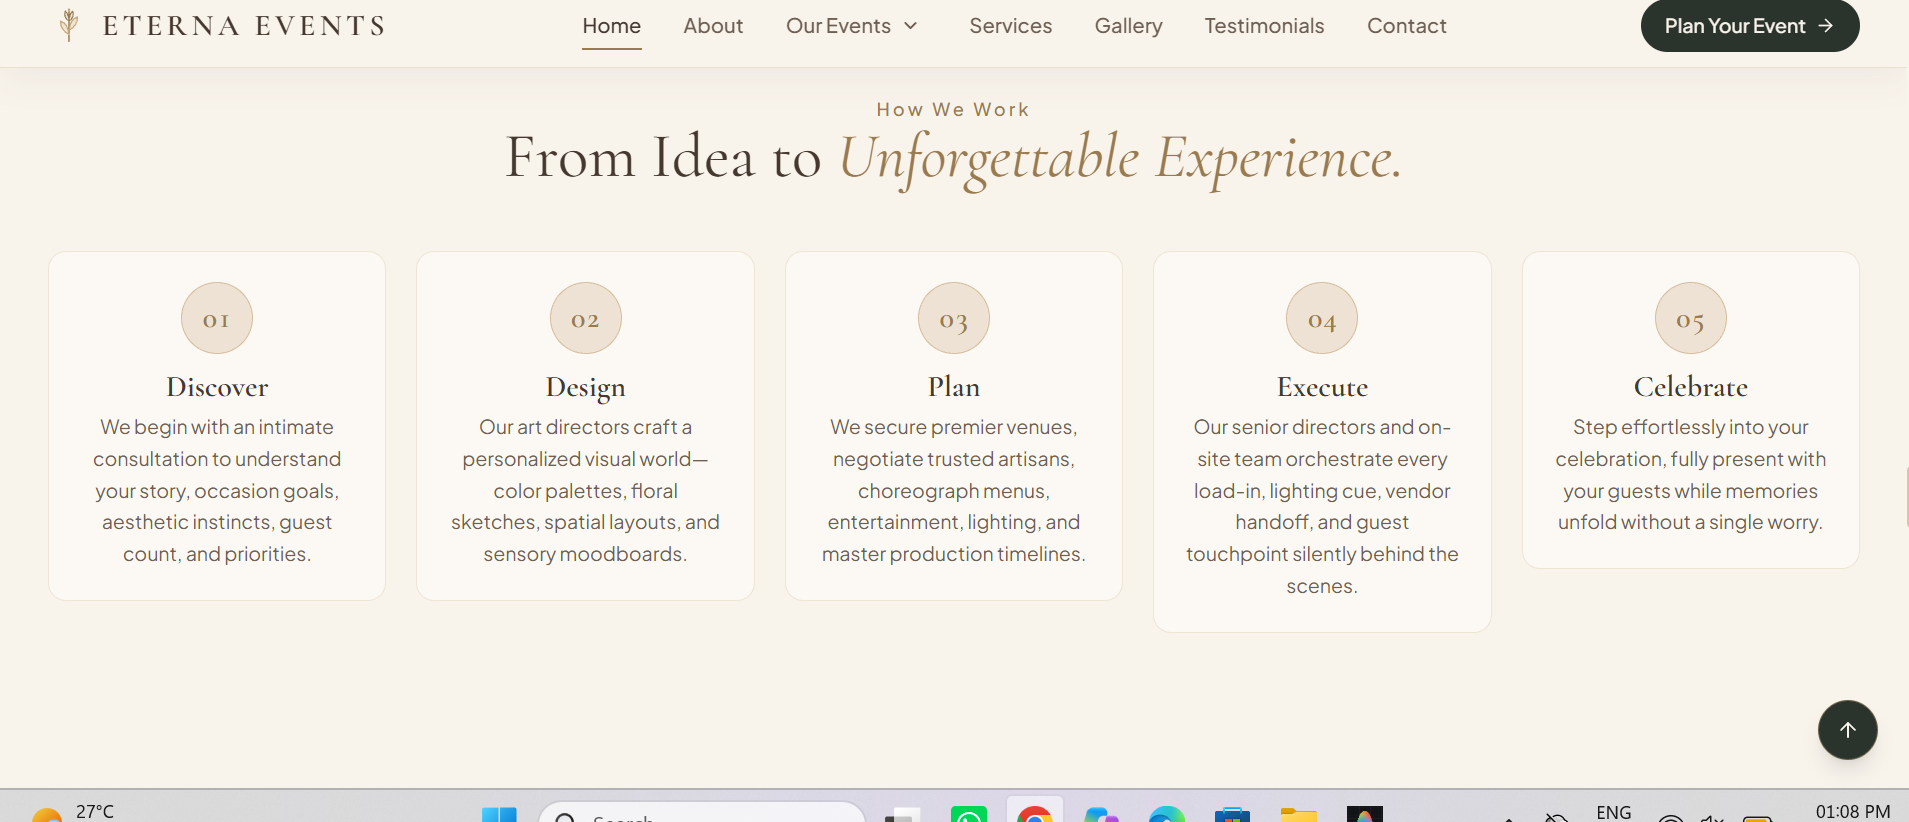 ETERNA EVENTS
Home
About
Our Events
Services
Gallery
Testimonials
Contact
Plan Your Event
How We Work
From Idea to Unforgettable Experience.
01
Discover
We begin with an intimate
consultation to understand
your story, occasion goals,
aesthetic instincts, guest
count, and priorities.
02
Design
Our art directors craft a
personalized visual world—
color palettes, floral
sketches, spatial layouts, and
sensory moodboards.
03
Plan
We secure premier venues,
negotiate trusted artisans,
choreograph menus,
entertainment, lighting, and
master production timelines.
04
Execute
Our senior directors and on-
site team orchestrate every
load-in, lighting cue, vendor
handoff, and guest
touchpoint silently behind the
scenes.
05
Celebrate
Step effortlessly into your
celebration, fully present with
your guests while memories
unfold without a single worry.
27°C
Search
ENG
01:08 PM